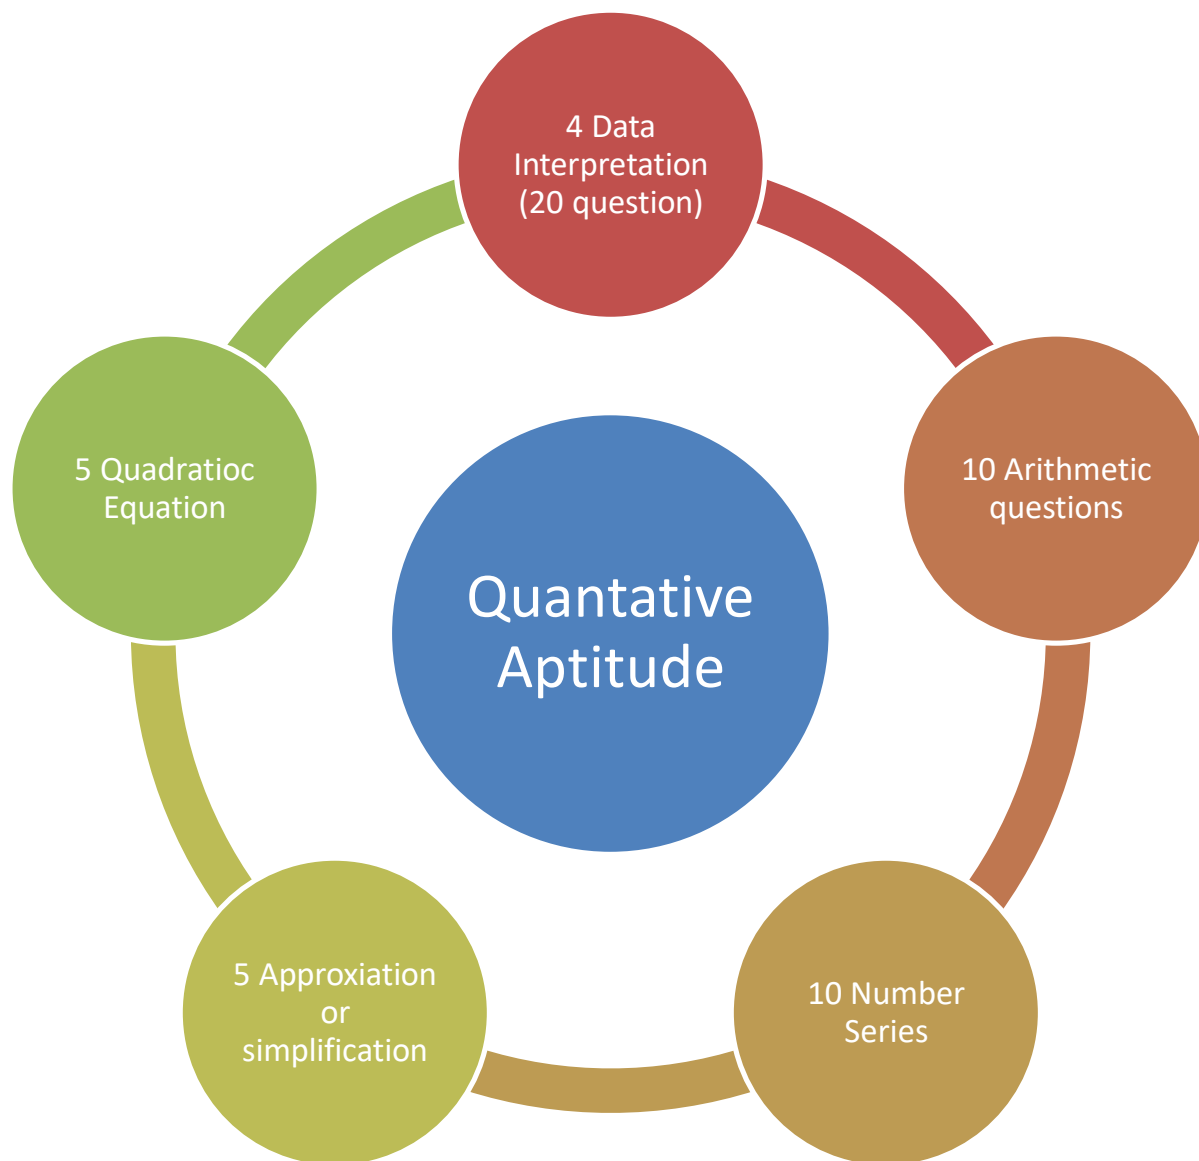 4 Data
Interpretation
(20 question)
10 Arithmetic
questions
10 Number
Series
5 Approxiation
or
simplification
5 Quadratioc
Equation
Quantative
Aptitude